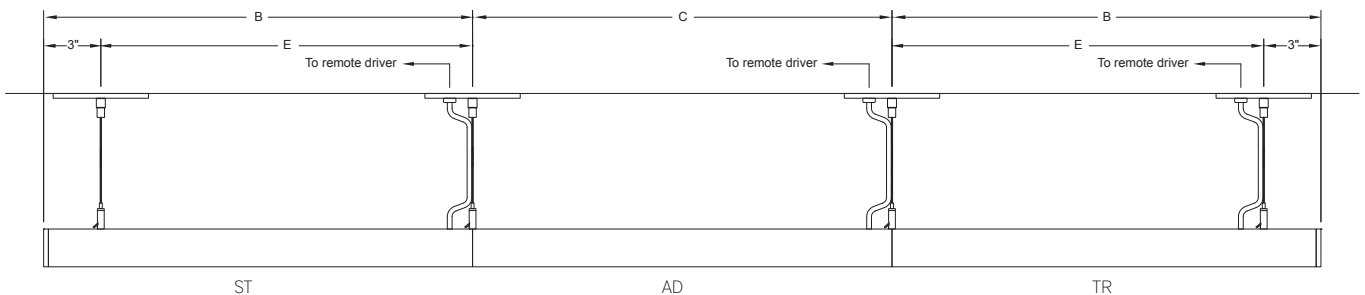 B C B
3" E E 3"
To remote driver To remote driver To remote driver
ST AD TR